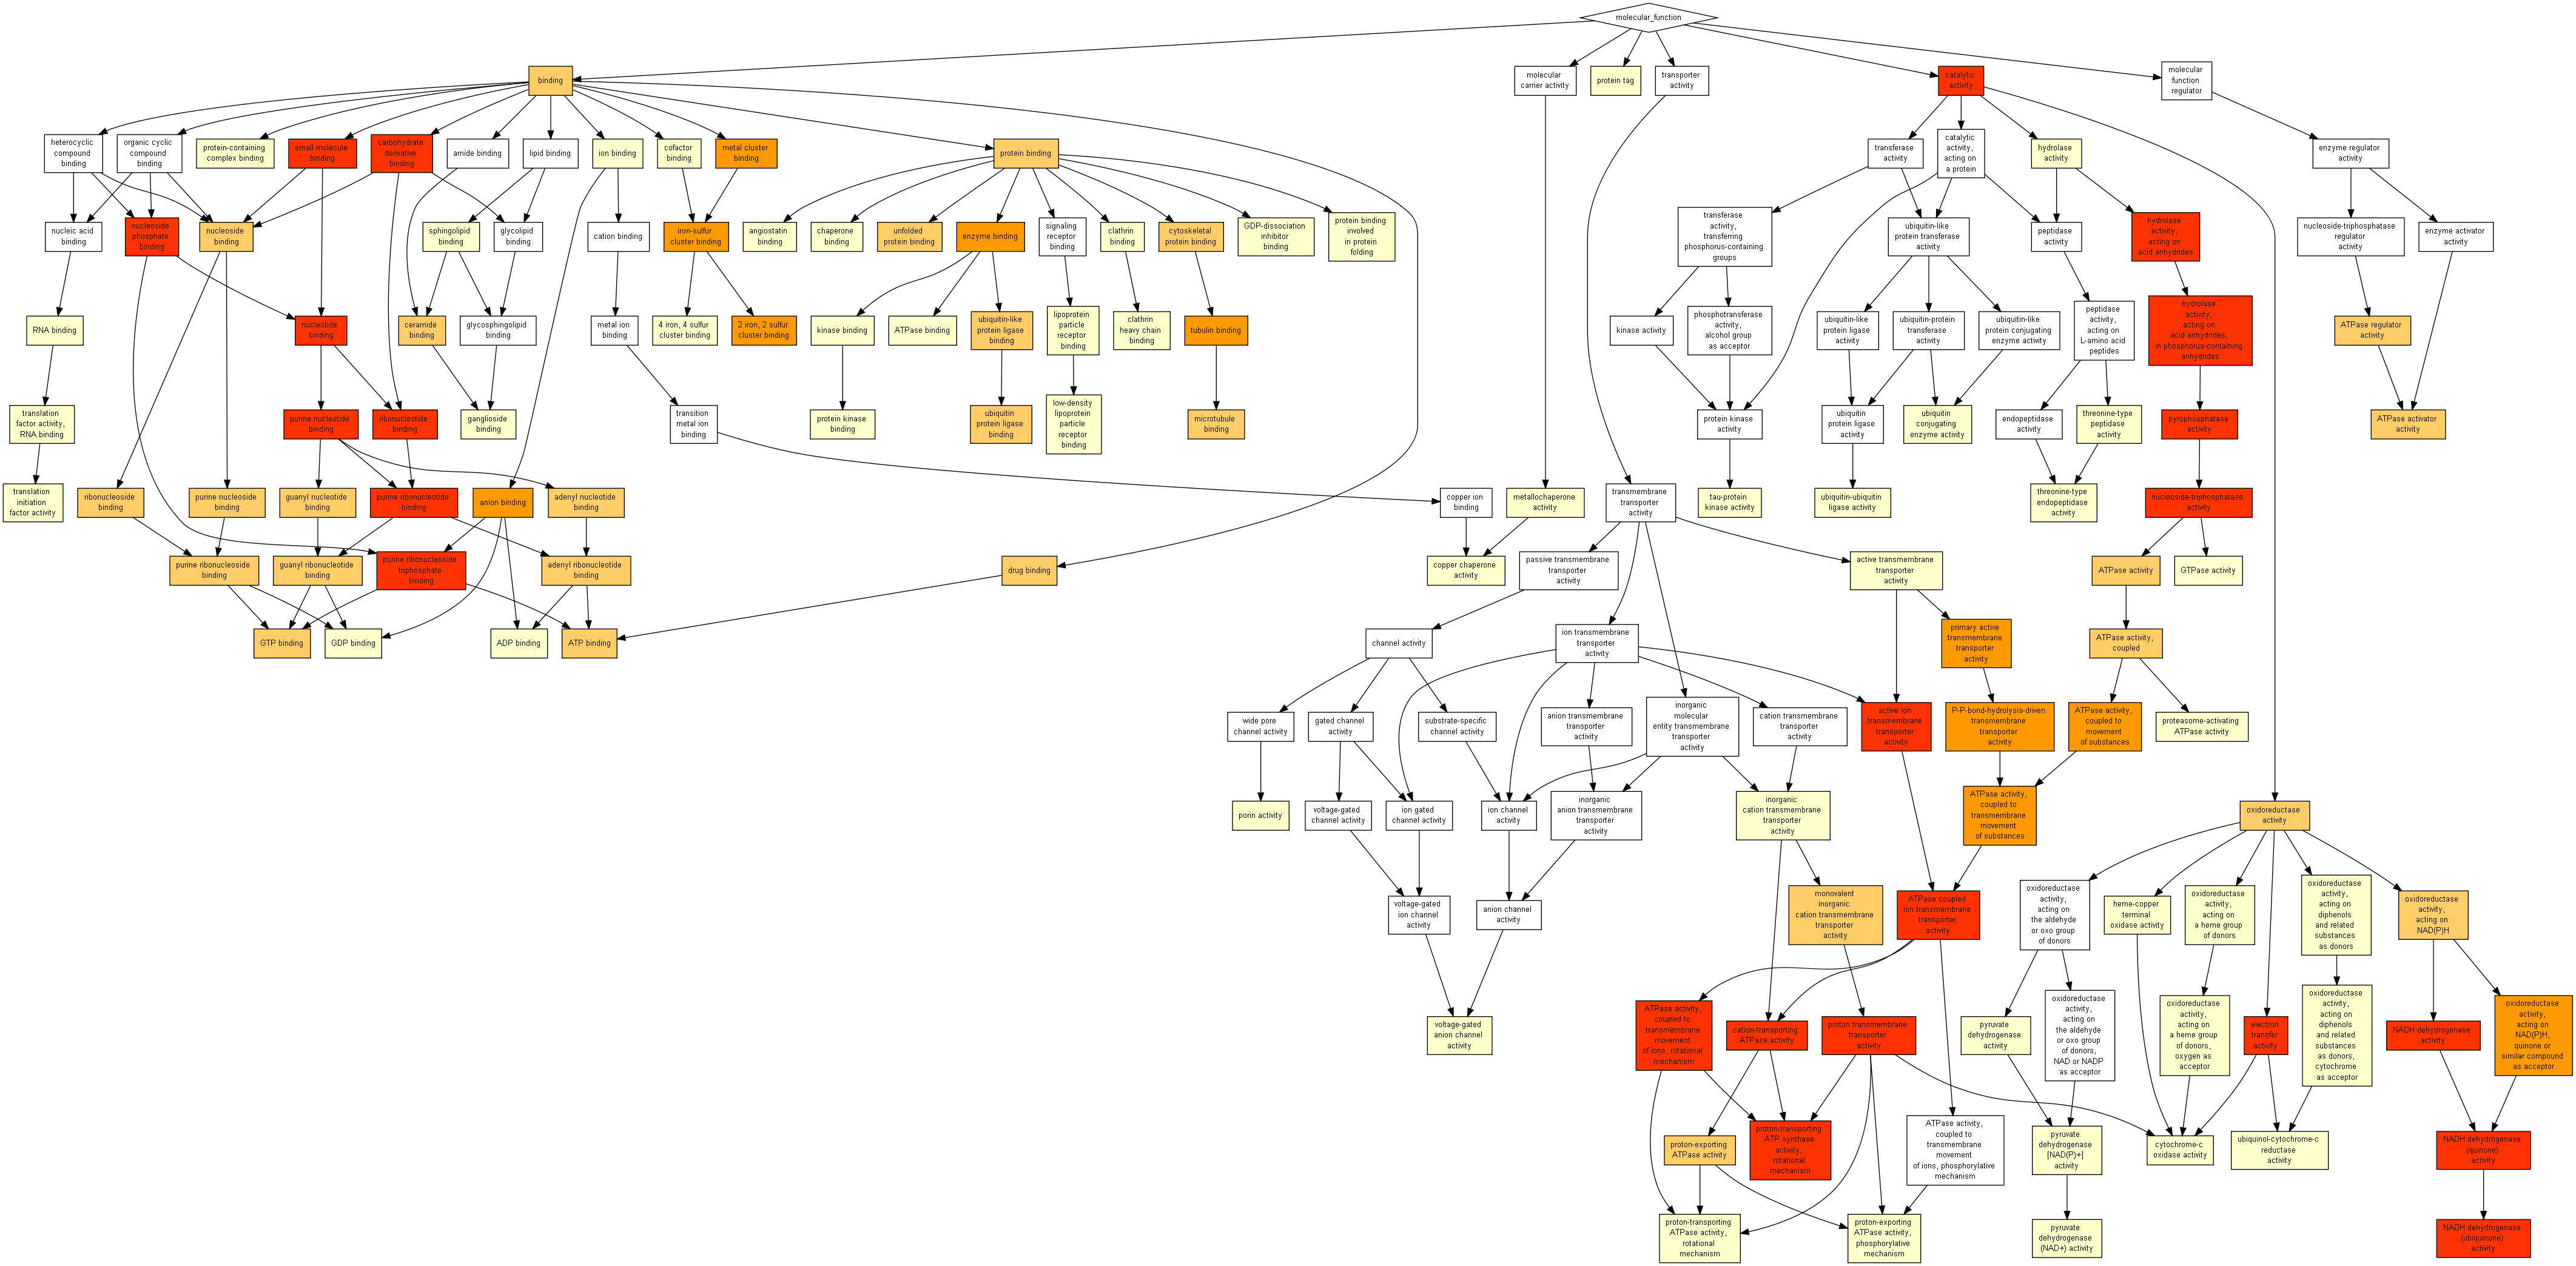 molecular_function
binding
molecular
carrier activity
protein tag
transporter
activity
catalytic
activity
molecular
function
regulator
heterocyclic
compound
binding
organic cyclic
compound
binding
protein-containing
complex binding
small molecule
binding
carbohydrate
derivative
binding
amide binding
lipid binding
ion binding
cofactor
binding
metal cluster
binding
protein binding
transferase
activity
catalytic
activity,
acting on
a protein
hydrolase
activity
enzyme regulator
activity
nucleic acid
binding
nucleoside
phosphate
binding
nucleoside
binding
sphingolipid
binding
glycolipid
binding
cation binding
iron-sulfur
cluster binding
angiostatin
binding
chaperone
binding
unfolded
protein binding
enzyme binding
signaling
receptor
binding
clathrin
binding
cytoskeletal
protein binding
GDP-dissociation
inhibitor
binding
protein binding
involved
in protein
folding
transferase
activity,
transferring
phosphorus-containing
groups
ubiquitin-like
protein transferase
activity
peptidase
activity
hydrolase
activity,
acting on
acid anhydrides
nucleoside-triphosphatase
regulator
activity
enzyme activator
activity
RNA binding
nucleotide
binding
ceramide
binding
glycosphingolipid
binding
metal ion
binding
4 iron, 4 sulfur
cluster binding
2 iron, 2 sulfur
cluster binding
kinase binding
ATPase binding
ubiquitin-like
protein ligase
binding
lipoprotein
particle
receptor
binding
clathrin
heavy chain
binding
tubulin binding
kinase activity
phosphotransferase
activity,
alcohol group
as acceptor
ubiquitin-like
protein ligase
activity
ubiquitin-protein
transferase
activity
ubiquitin-like
protein conjugating
enzyme activity
peptidase
activity,
acting on
L-amino acid
peptides
hydrolase
activity,
acting on
acid anhydrides,
in phosphorus-containing
anhydrides
ATPase regulator
activity
translation
factor activity,
RNA binding
purine nucleotide
binding
ribonucleotide
binding
ganglioside
binding
transition
metal ion
binding
protein kinase
binding
ubiquitin
protein ligase
binding
low-density
lipoprotein
particle
receptor
binding
microtubule
binding
protein kinase
activity
ubiquitin
protein ligase
activity
ubiquitin
conjugating
enzyme activity
endopeptidase
activity
threonine-type
peptidase
activity
pyrophosphatase
activity
ATPase activator
activity
translation
initiation
factor activity
ribonucleoside
binding
purine nucleoside
binding
guanyl nucleotide
binding
purine ribonucleotide
binding
anion binding
adenyl nucleotide
binding
copper ion
binding
metallochaperone
activity
transmembrane
transporter
activity
tau-protein
kinase activity
ubiquitin-ubiquitin
ligase activity
threonine-type
endopeptidase
activity
nucleoside-triphosphatase
activity
purine ribonucleoside
binding
guanyl ribonucleotide
binding
purine ribonucleoside
triphosphate
binding
adenyl ribonucleotide
binding
drug binding
copper chaperone
activity
passive transmembrane
transporter
activity
active transmembrane
transporter
activity
ATPase activity
GTPase activity
GTP binding
GDP binding
ADP binding
ATP binding
channel activity
ion transmembrane
transporter
activity
primary active
transmembrane
transporter
activity
ATPase activity,
coupled
wide pore
channel activity
gated channel
activity
substrate-specific
channel activity
anion transmembrane
transporter
activity
inorganic
molecular
entity transmembrane
transporter
activity
cation transmembrane
transporter
activity
active ion
transmembrane
transporter
activity
P-P-bond-hydrolysis-driven
transmembrane
transporter
activity
ATPase activity,
coupled to
movement
of substances
proteasome-activating
ATPase activity
porin activity
voltage-gated
channel activity
ion gated
channel activity
ion channel
activity
inorganic
anion transmembrane
transporter
activity
inorganic
cation transmembrane
transporter
activity
ATPase activity,
coupled to
transmembrane
movement
of substances
oxidoreductase
activity
voltage-gated
ion channel
activity
anion channel
activity
monovalent
inorganic
cation transmembrane
transporter
activity
ATPase coupled
ion transmembrane
transporter
activity
oxidoreductase
activity,
acting on
the aldehyde
or oxo group
of donors
heme-copper
terminal
oxidase activity
oxidoreductase
activity,
acting on
a heme group
of donors
oxidoreductase
activity,
acting on
diphenols
and related
substances
as donors
oxidoreductase
activity,
acting on
NAD(P)H
voltage-gated
anion channel
activity
ATPase activity,
coupled to
transmembrane
movement
of ions, rotational
mechanism
cation-transporting
ATPase activity
proton transmembrane
transporter
activity
pyruvate
dehydrogenase
activity
oxidoreductase
activity,
acting on
the aldehyde
or oxo group
of donors,
NAD or NADP
as acceptor
oxidoreductase
activity,
acting on
a heme group
of donors,
oxygen as
acceptor
electron
transfer
activity
oxidoreductase
activity,
acting on
diphenols
and related
substances
as donors,
cytochrome
as acceptor
NADH dehydrogenase
activity
oxidoreductase
activity,
acting on
NAD(P)H,
quinone or
similar compound
as acceptor
proton-exporting
ATPase activity
proton-transporting
ATP synthase
activity,
rotational
mechanism
ATPase activity,
coupled to
transmembrane
movement
of ions, phosphorylative
mechanism
pyruvate
dehydrogenase
[NAD(P)+]
activity
cytochrome-c
oxidase activity
ubiquinol-cytochrome-c
reductase
activity
NADH dehydrogenase
(quinone)
activity
proton-transporting
ATPase activity,
rotational
mechanism
proton-exporting
ATPase activity,
phosphorylative
mechanism
pyruvate
dehydrogenase
(NAD+) activity
NADH dehydrogenase
(ubiquinone)
activity